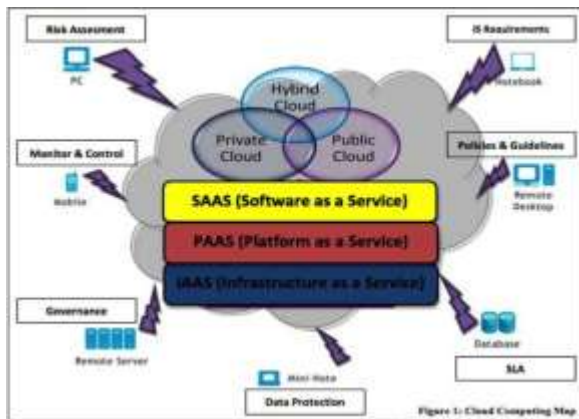 Risk Assesment
IS Requirements
PC
Notebook
Hybrid
Cloud
Private
Cloud
Public
Cloud
Monitor & Control
Policies & Guidelines
Mobile
Remote
Desktop
SAAS (Software as a Service)
PAAS (Platform as a Service)
IAAS (Infrastructure as a Service)
Governance
Remote Server
Database
SLA
Mini-Note
Data Protection
Figure 1: Cloud Computing Map